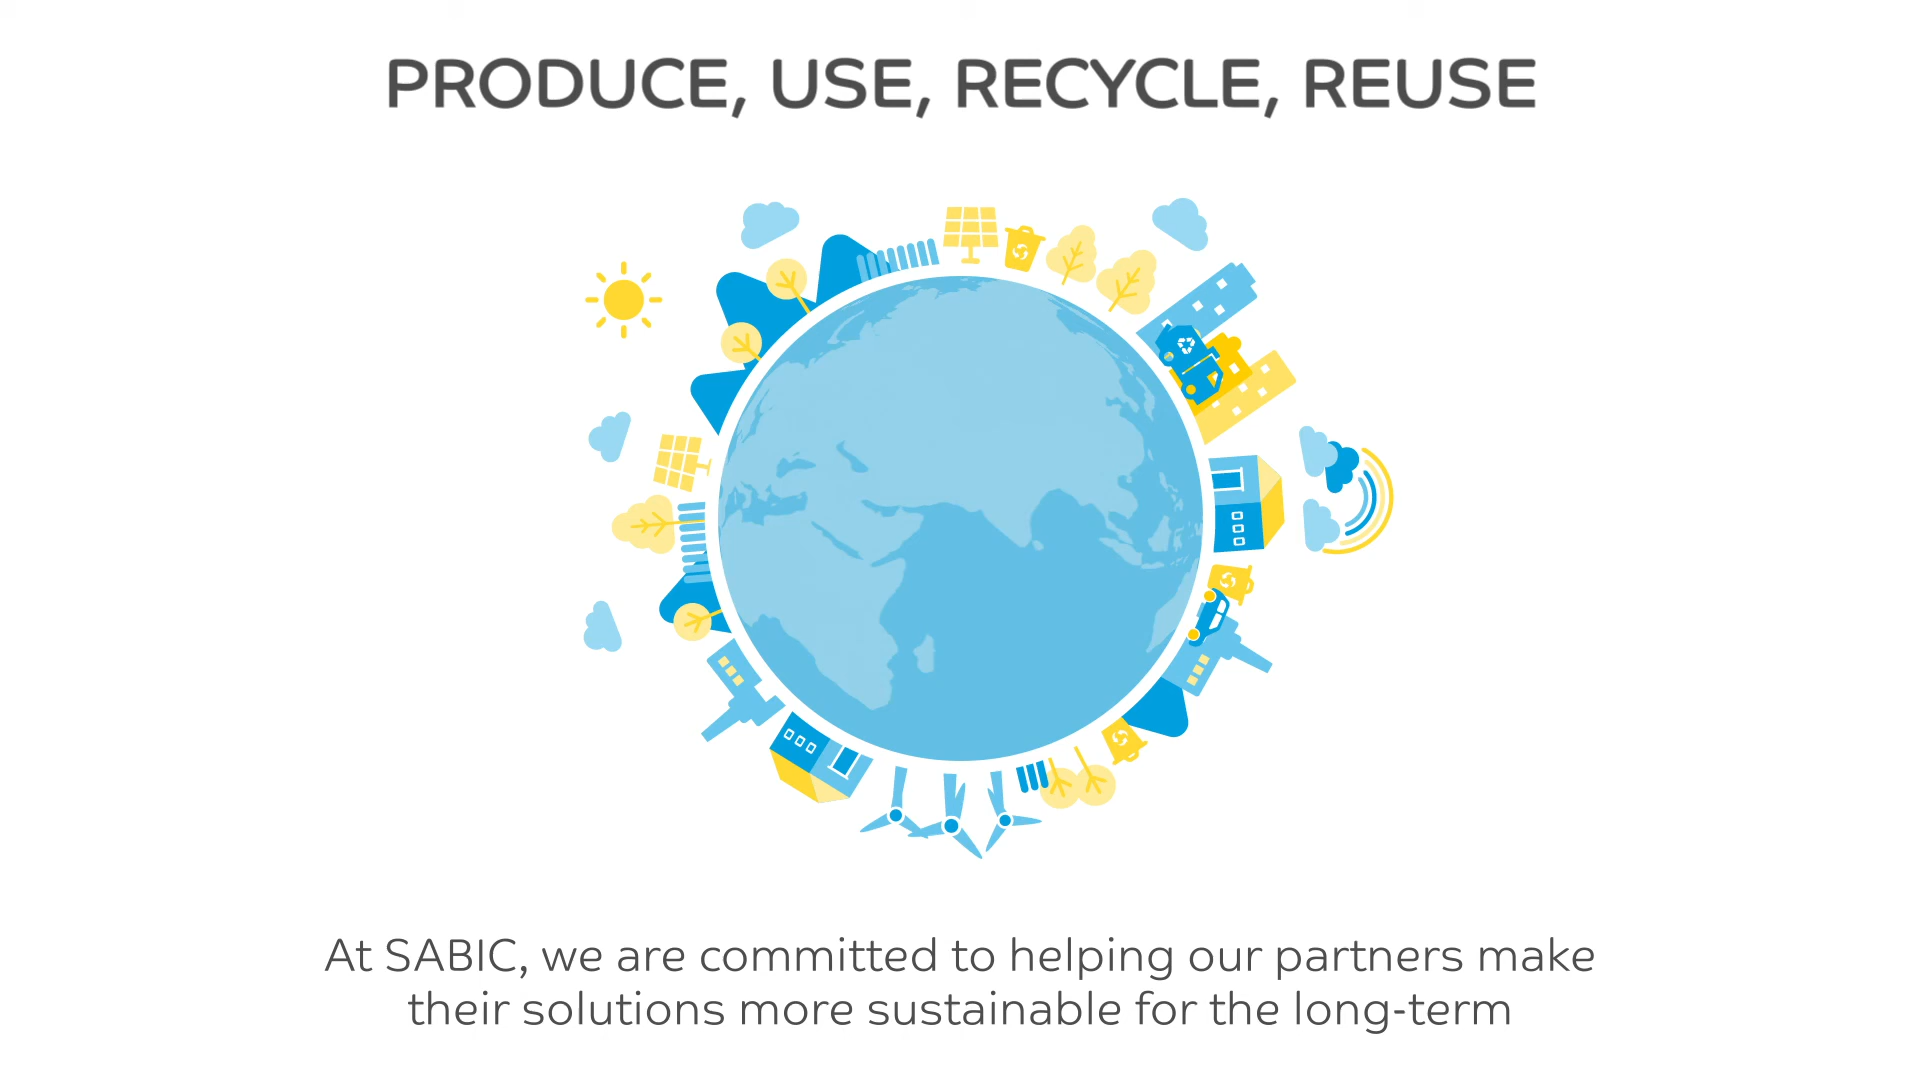 PRODUCE, USE, RECYCLE, REUSE
At SABIC, we are committed to helping our partners make
their solutions more sustainable for the long-term